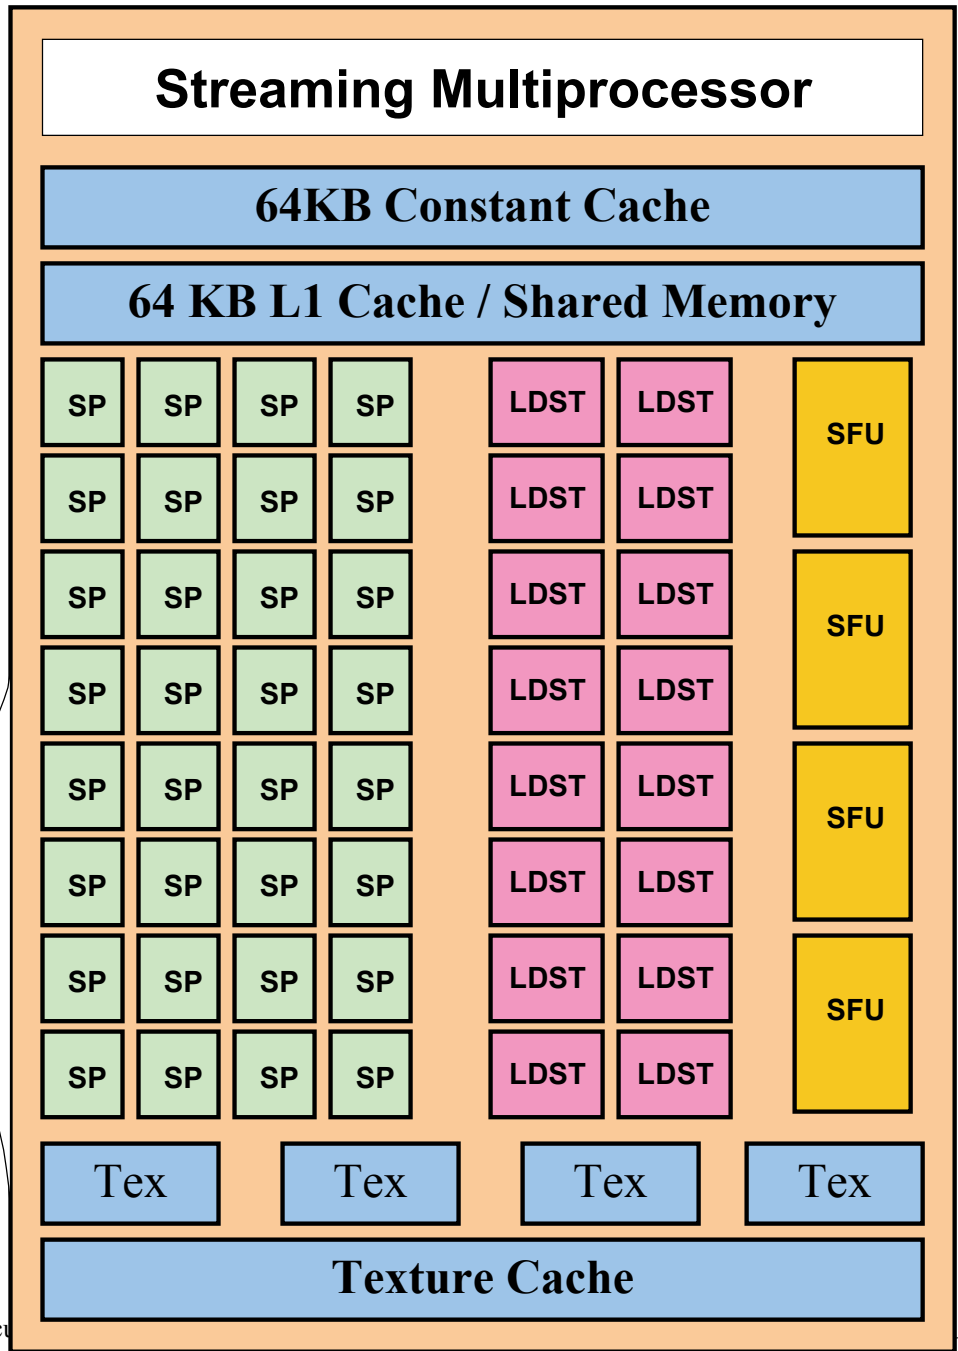 Streaming Multiprocessor
64KB Constant Cache
64 KB L1 Cache / Shared Memory
SP SP SP SP LDST LDST SFU
SP SP SP SP LDST LDST
SP SP SP SP LDST LDST SFU
SP SP SP SP LDST LDST
SP SP SP SP LDST LDST SFU
SP SP SP SP LDST LDST
SP SP SP SP LDST LDST SFU
SP SP SP SP LDST LDST
Tex Tex Tex Tex
Texture Cache